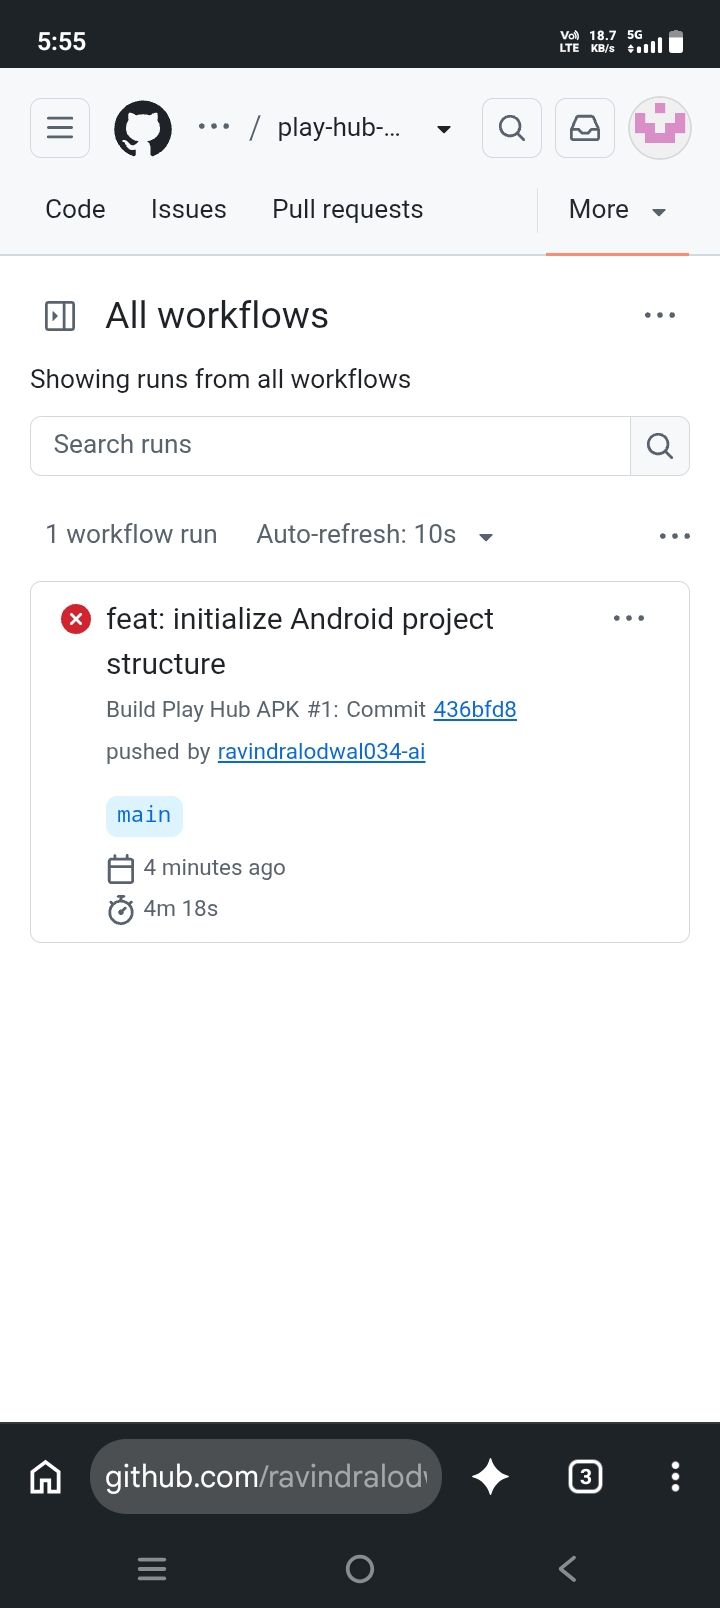 5:55
Vo) LTE 18.7 KB/s 5G
... / play-hub-...
Code Issues Pull requests More
All workflows
Showing runs from all workflows
Search runs
1 workflow run Auto-refresh: 10s
feat: initialize Android project
structure
Build Play Hub APK #1: Commit 436bfd8
pushed by ravindralodwal034-ai
main
4 minutes ago
4m 18s
github.com/ravindralod
3